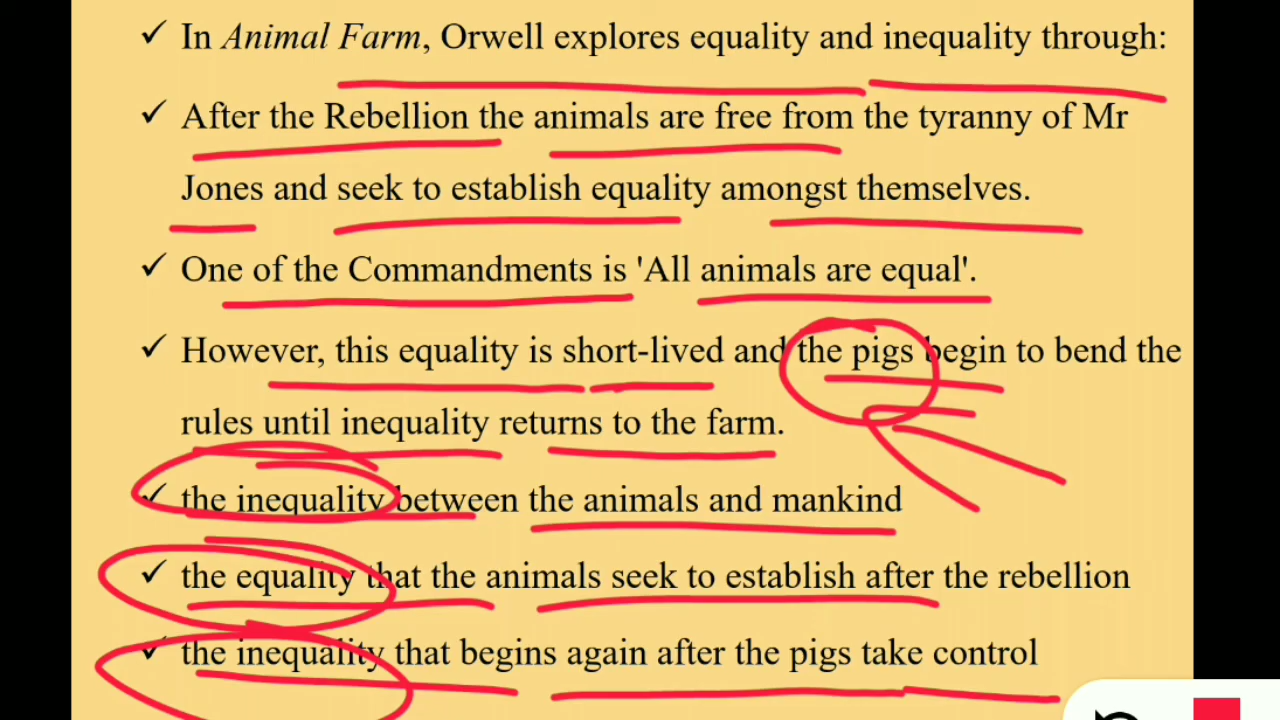 ✓ In Animal Farm, Orwell explores equality and inequality through:
✓ After the Rebellion the animals are free from the tyranny of Mr
Jones and seek to establish equality amongst themselves.
✓ One of the Commandments is 'All animals are equal'.
✓ However, this equality is short-lived and the pigs begin to bend the
rules until inequality returns to the farm.
✓ the inequality between the animals and mankind
✓ the equality that the animals seek to establish after the rebellion
✓ the inequality that begins again after the pigs take control